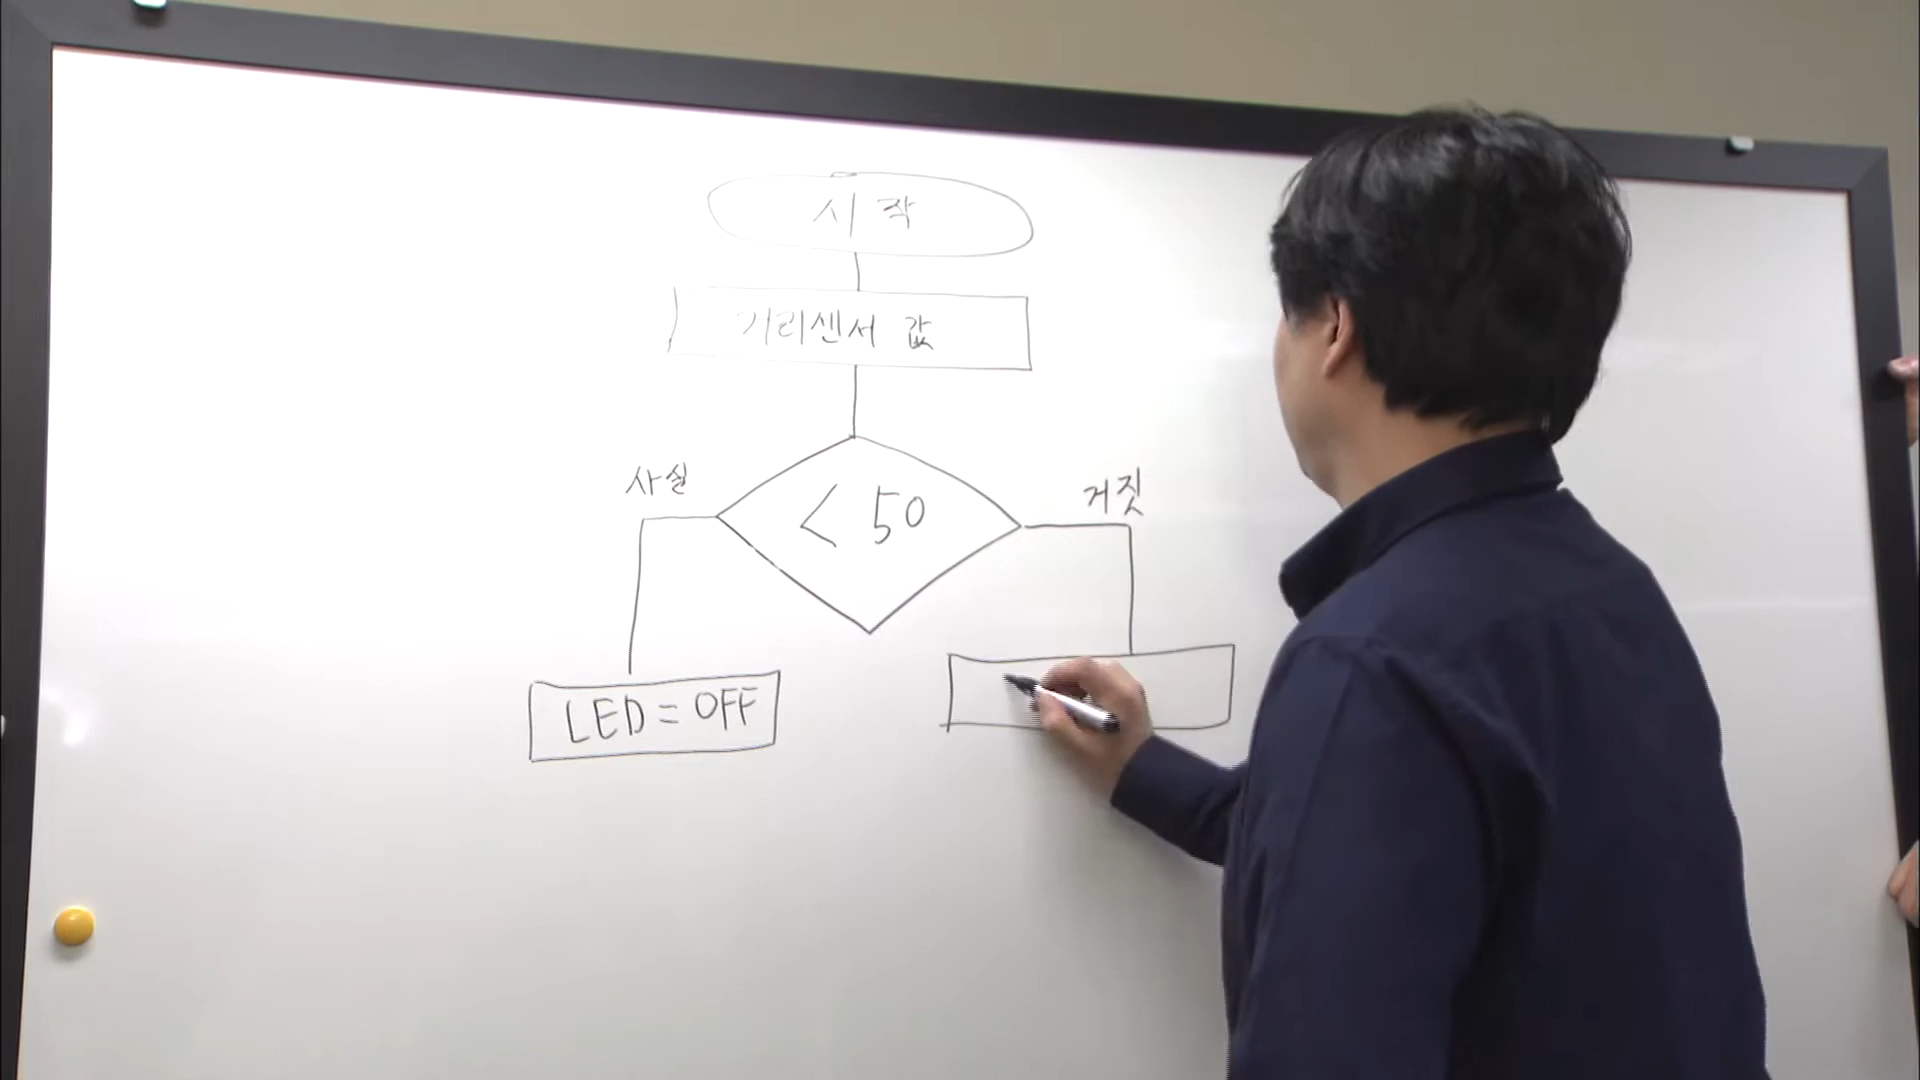 시작
거리센서 값
사실
< 50
거짓
LED = OFF